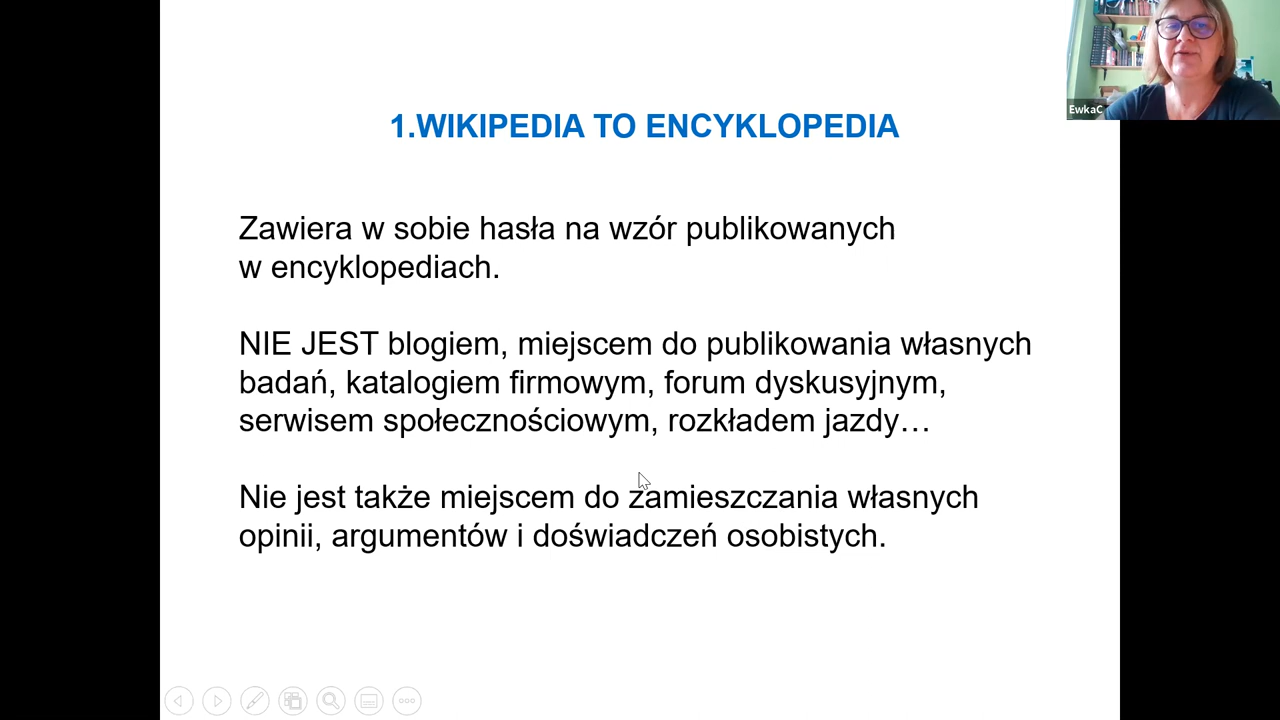 1.WIKIPEDIA TO ENCYKLOPEDIA
EwkaC
Zawiera w sobie hasła na wzór publikowanych
w encyklopediach.
NIE JEST blogiem, miejscem do publikowania własnych
badań, katalogiem firmowym, forum dyskusyjnym,
serwisem społecznościowym, rozkładem jazdy…
Nie jest także miejscem do zamieszczania własnych
opinii, argumentów i doświadczeń osobistych.